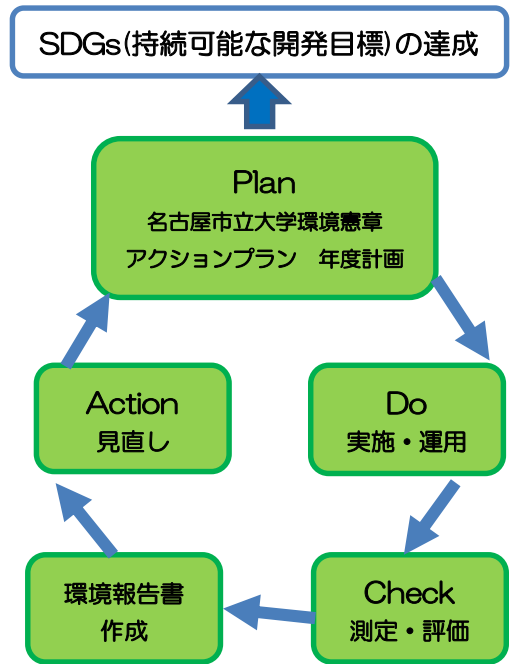 SDGs(持続可能な開発目標)の達成
Plan
名古屋市立大学環境憲章
アクションプラン　年度計画
Action
見直し
Do
実施・運用
環境報告書
作成
Check
測定・評価